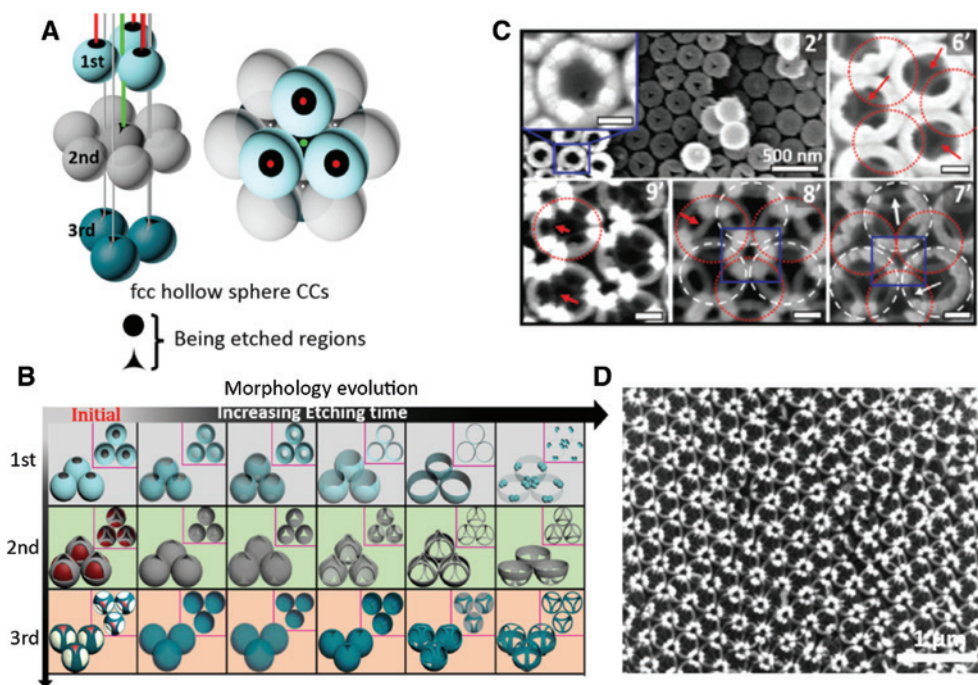 A
1st
2nd
3rd
fcc hollow sphere CCs
Being etched regions
B
Morphology evolution
Initial
Increasing Etching time
1st
2nd
3rd
C
2'
500 nm
6'
9'
8'
7'
D
1 µm